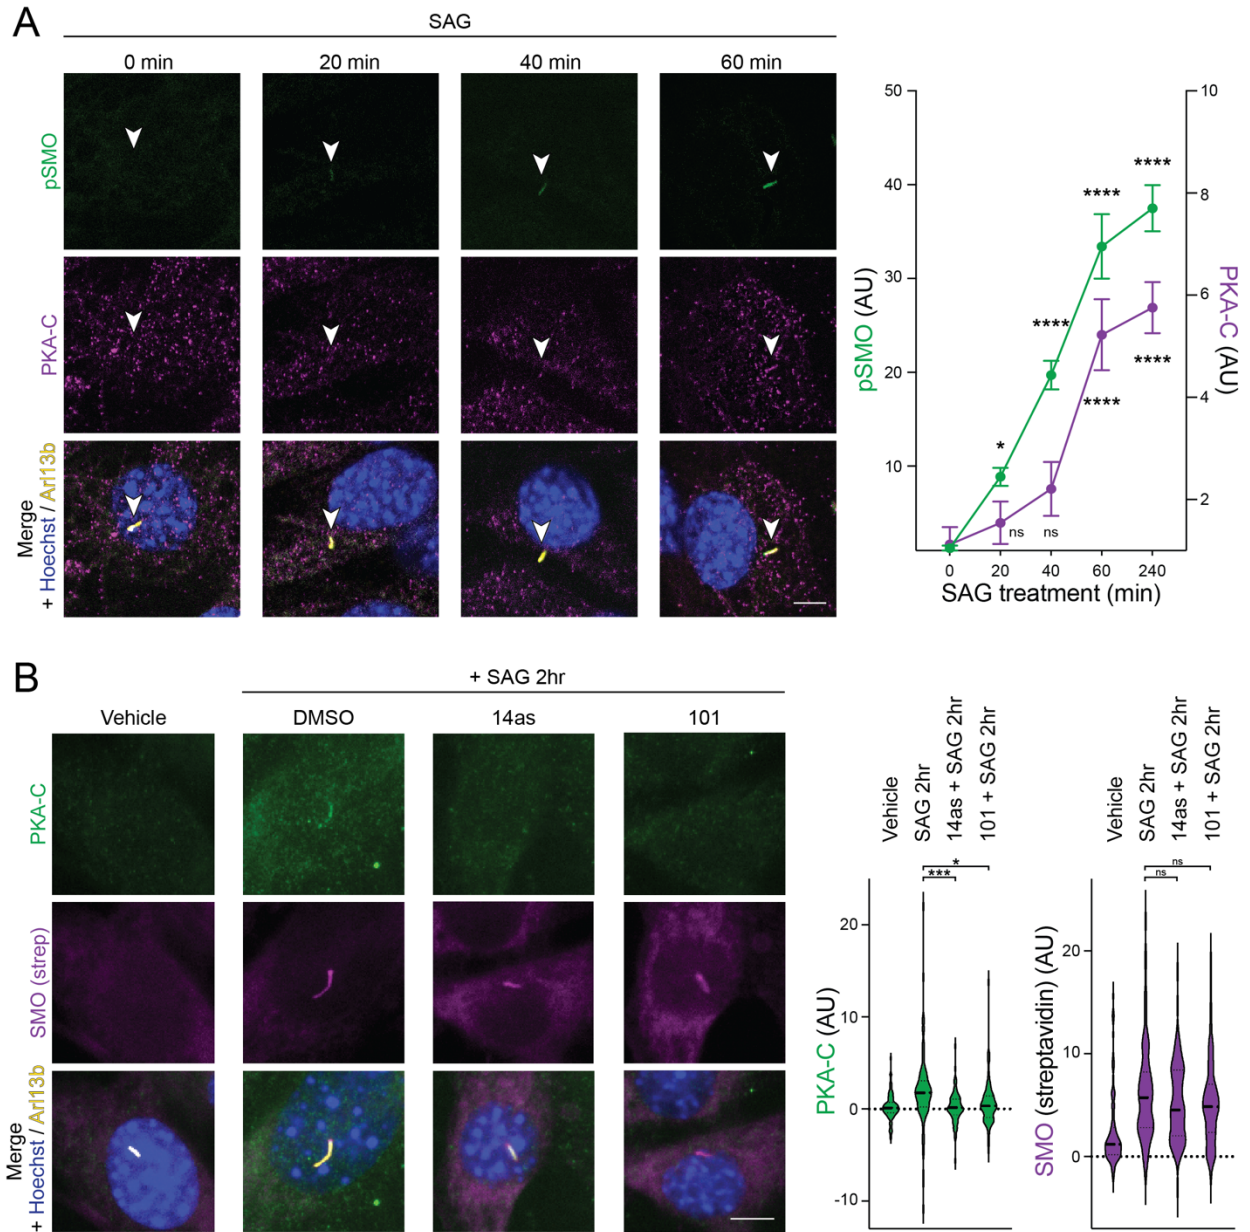 A
SAG
0 min
20 min
40 min
60 min
pSMO
PKA-C
Merge
+ Hoechst / Arl13b
50
40
30
20
10
pSMO (AU)
10
8
6
4
2
PKA-C (AU)
*
****
****
****
ns
ns
****
****
0
20
40
60
240
SAG treatment (min)
B
+ SAG 2hr
Vehicle
DMSO
14as
101
PKA-C
SMO (strep)
Merge
+ Hoechst / Arl13b
Vehicle
SAG 2hr
14as + SAG 2hr
101 + SAG 2hr
*
***
20
10
0
-10
PKA-C (AU)
Vehicle
SAG 2hr
14as + SAG 2hr
101 + SAG 2hr
ns
ns
20
10
0
SMO (streptavidin) (AU)